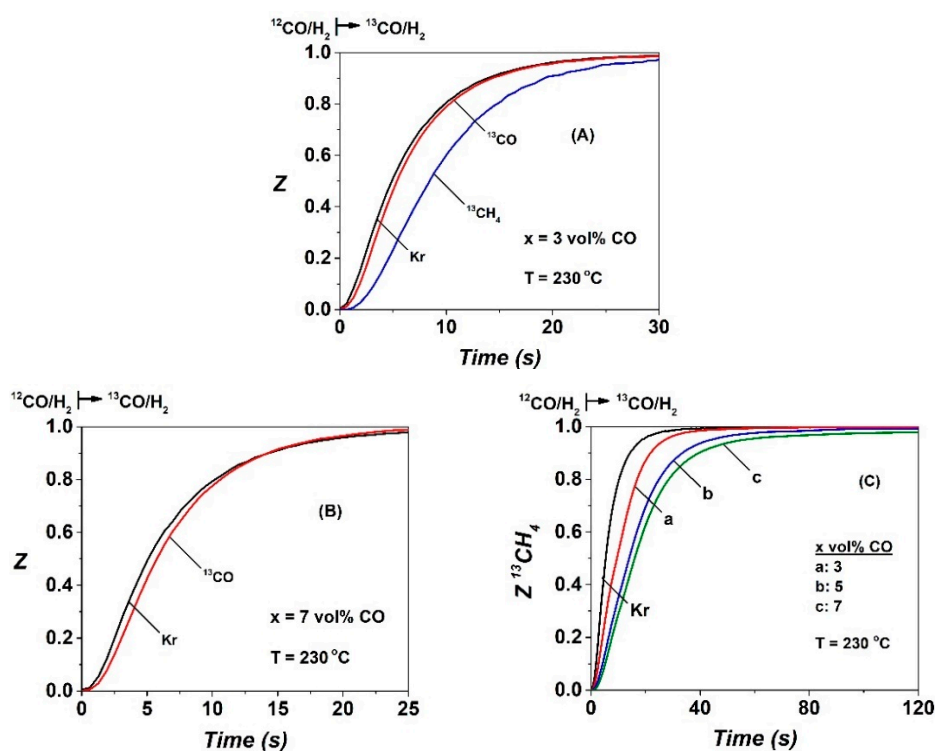 ¹²CO/H₂ ↦ ¹³CO/H₂
1.0
0.8
0.6
0.4
0.2
0.0
Z
¹³CO
(A)
¹³CH₄
Kr
x = 3 vol% CO
T = 230 °C
0 10 20 30
Time (s)
¹²CO/H₂ ↦ ¹³CO/H₂
1.0
0.8
0.6
0.4
0.2
0.0
Z
(B)
¹³CO
Kr
x = 7 vol% CO
T = 230 °C
0 5 10 15 20 25
Time (s)
¹²CO/H₂ ↦ ¹³CO/H₂
1.0
0.8
0.6
0.4
0.2
0.0
Z ¹³CH₄
a
b
c
(C)
Kr
x vol% CO
a: 3
b: 5
c: 7
T = 230 °C
0 40 80 120
Time (s)